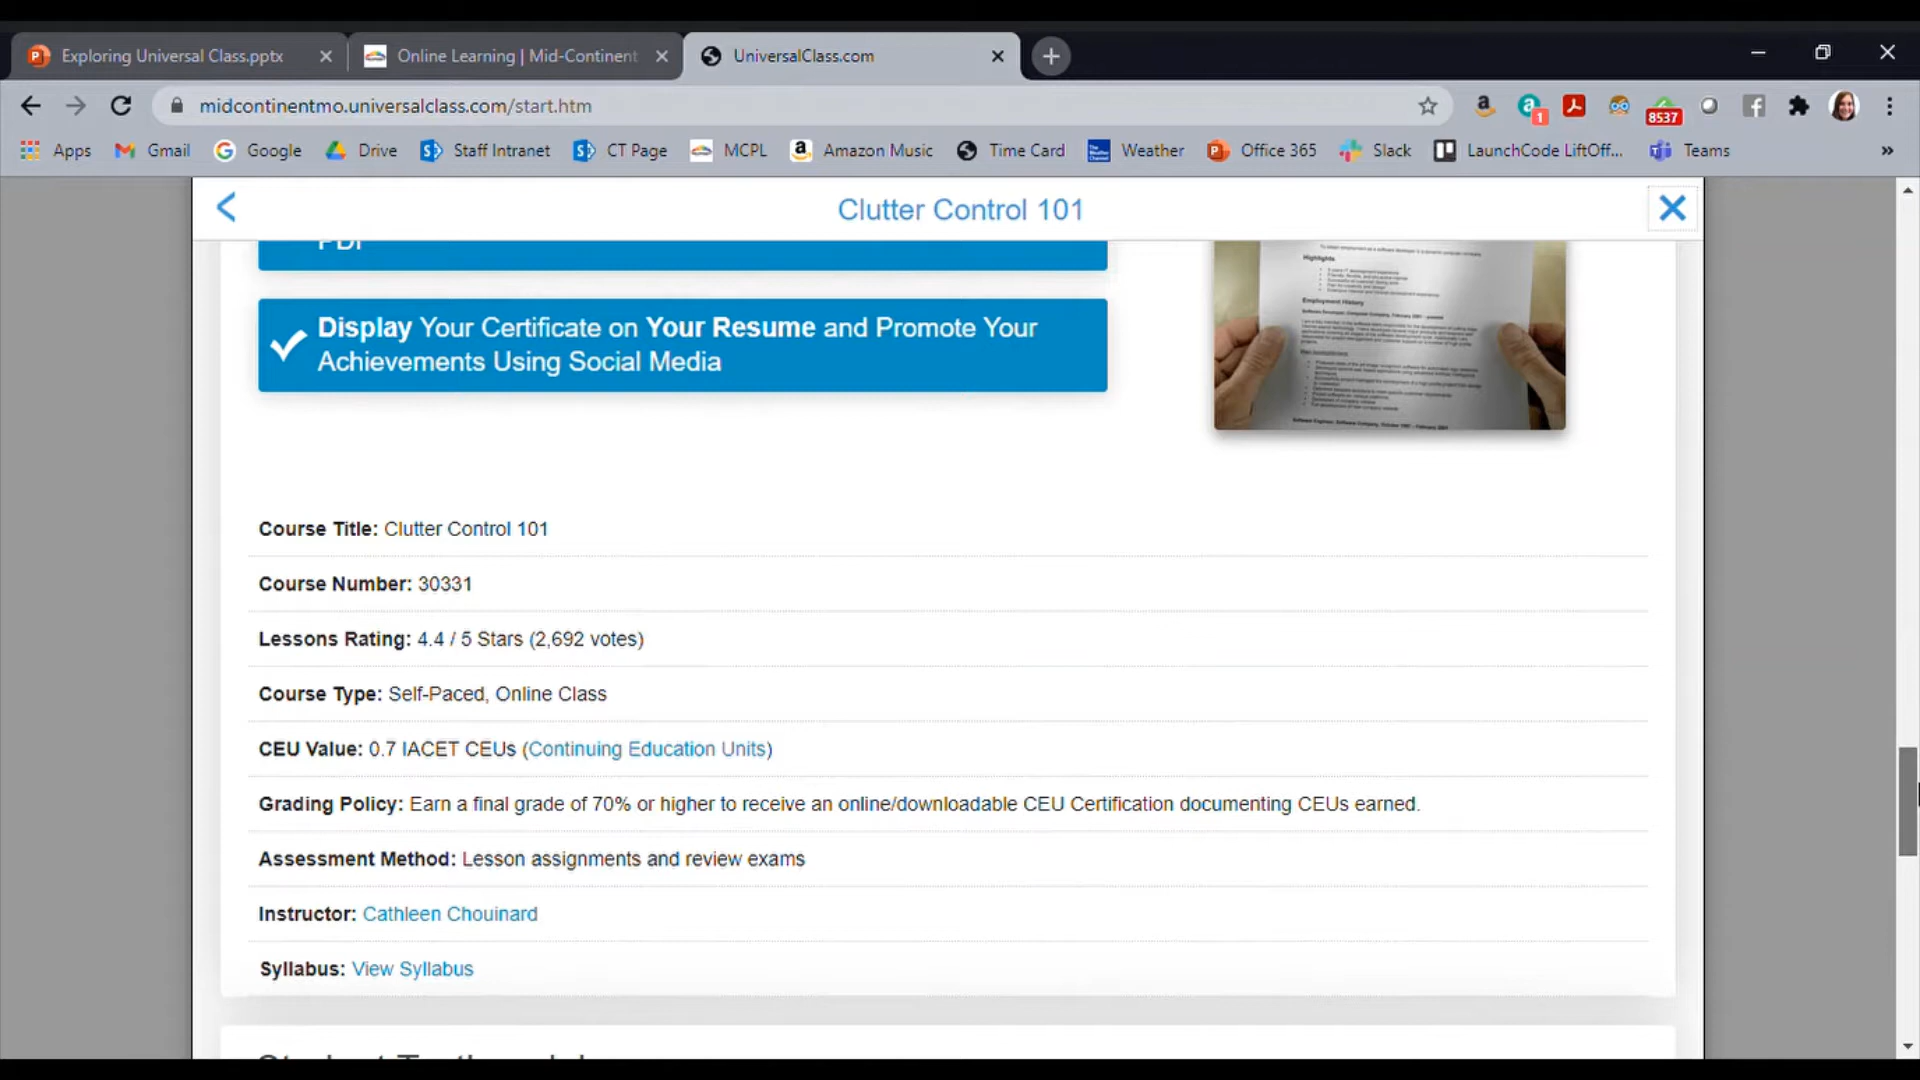 Exploring Universal Class.pptx
Online Learning | Mid-Continent
UniversalClass.com
midcontinentmo.universalclass.com/start.htm
1
8537
Apps
Gmail
Google
Drive
Staff Intranet
CT Page
MCPL
Amazon Music
Time Card
Weather
Office 365
Slack
LaunchCode LiftOff...
Teams
»
Clutter Control 101
PDF
Display Your Certificate on Your Resume and Promote Your
Achievements Using Social Media
Highlights
Employment History
Course Title: Clutter Control 101
Course Number: 30331
Lessons Rating: 4.4 / 5 Stars (2,692 votes)
Course Type: Self-Paced, Online Class
CEU Value: 0.7 IACET CEUs (Continuing Education Units)
Grading Policy: Earn a final grade of 70% or higher to receive an online/downloadable CEU Certification documenting CEUs earned.
Assessment Method: Lesson assignments and review exams
Instructor: Cathleen Chouinard
Syllabus: View Syllabus